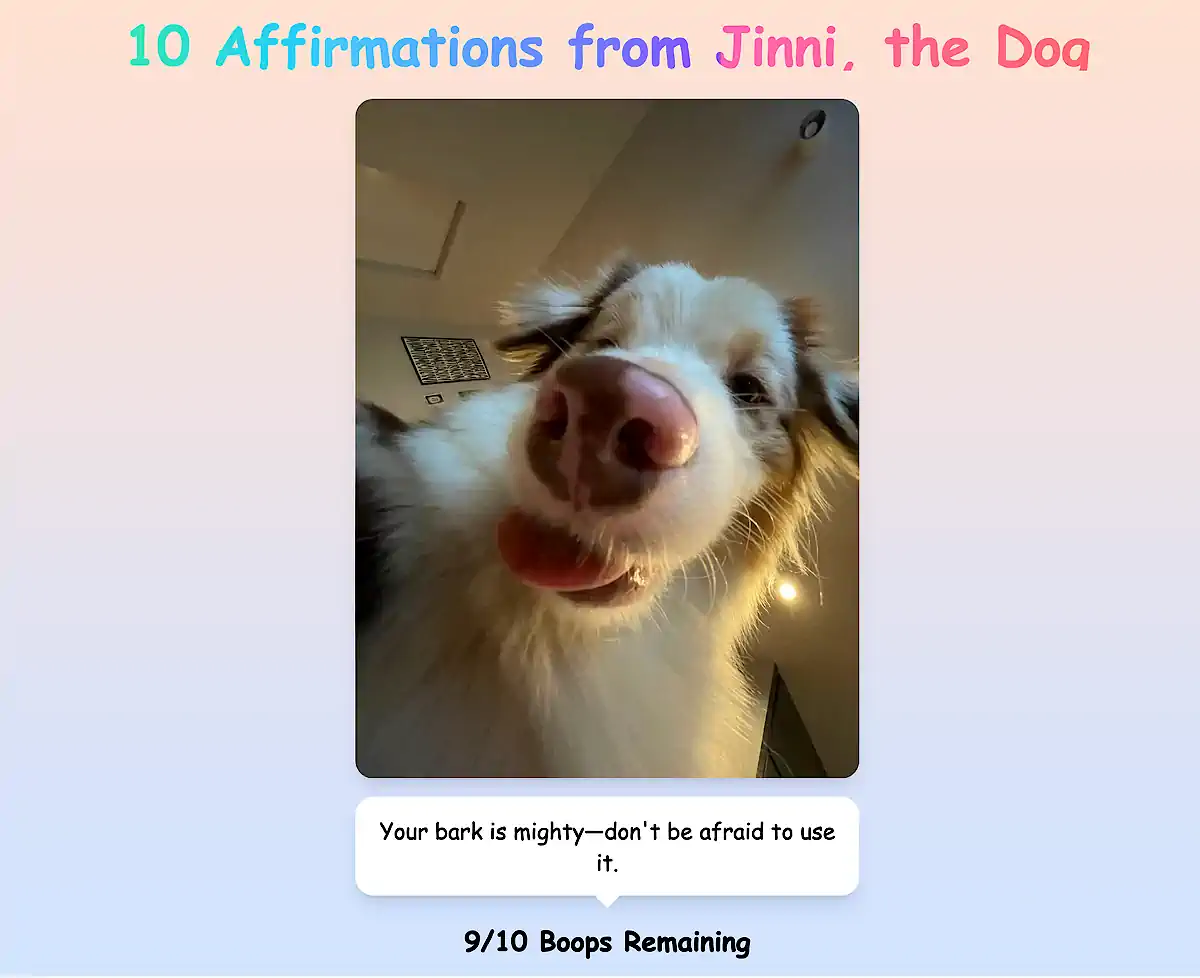 10 Affirmations from Jinni, the Dog
Your bark is mighty—don't be afraid to use
it.
9/10 Boops Remaining